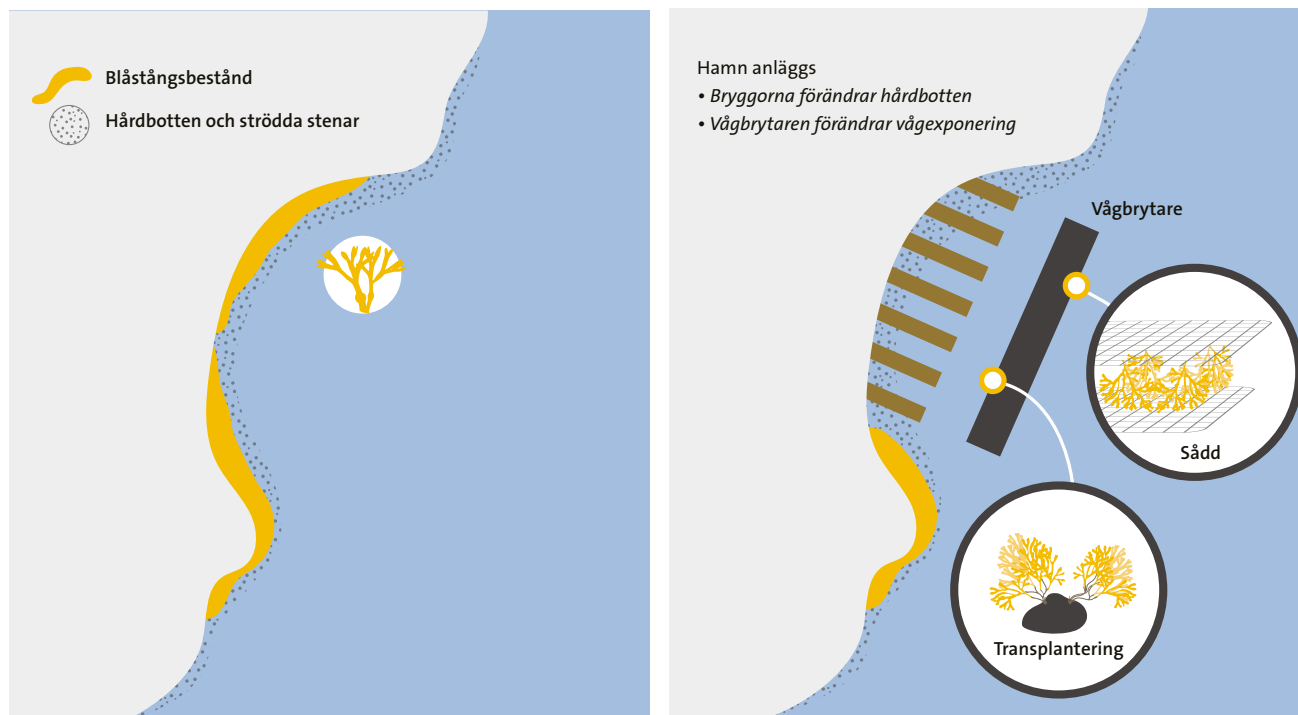 Blåstångsbestånd
Hårdbotten och strödda stenar
Hamn anläggs
• Bryggorna förändrar hårdbotten
• Vågbrytaren förändrar vågexponering
Vågbrytare
Sådd
Transplantering